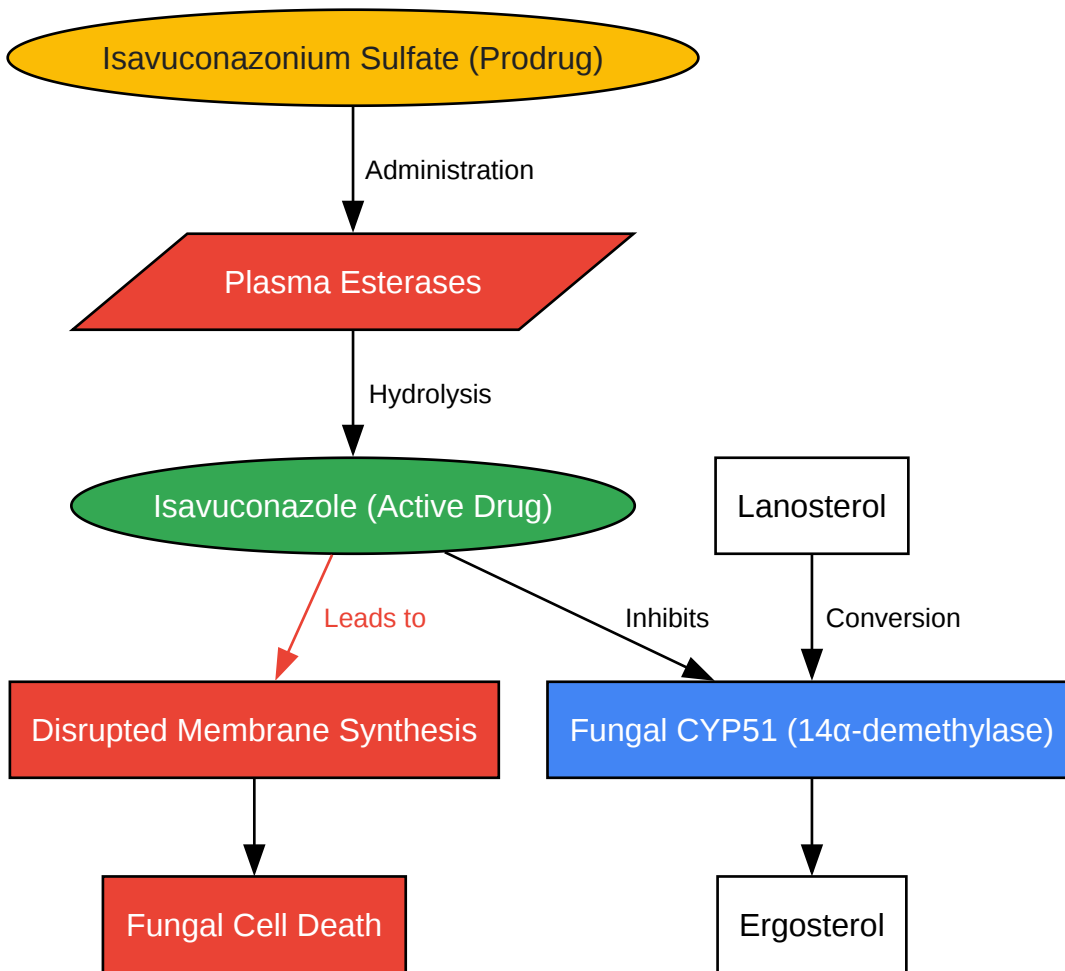 Isavuconazonium Sulfate (Prodrug)
Administration
Plasma Esterases
Hydrolysis
Isavuconazole (Active Drug)
Lanosterol
Leads to
Inhibits
Conversion
Disrupted Membrane Synthesis
Fungal CYP51 (14α-demethylase)
Fungal Cell Death
Ergosterol